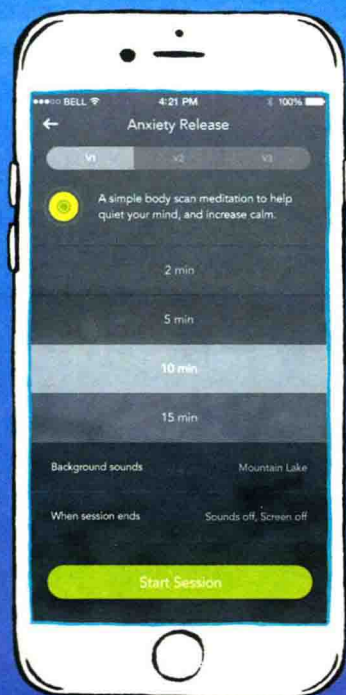 BELL 4:21 PM 100%
Anxiety Release
V1 V2 V3
A simple body scan meditation to help
quiet your mind, and increase calm.
2 min
5 min
10 min
15 min
Background sounds Mountain Lake
When session ends Sounds off, Screen off
Start Session